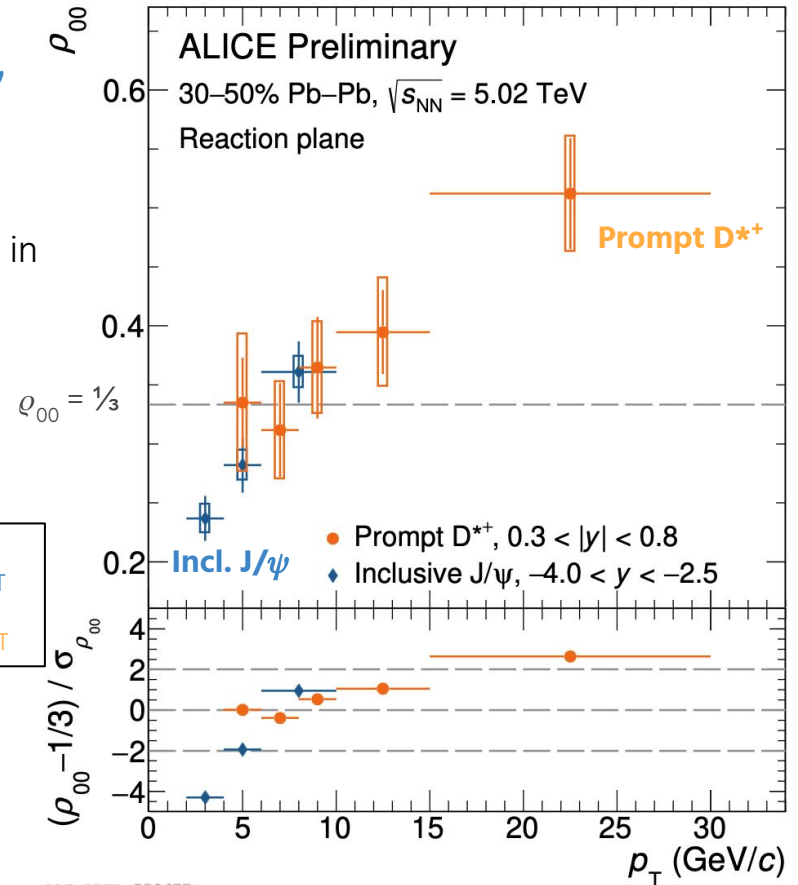 ρ₀₀
ALICE Preliminary
0.6
30–50% Pb–Pb, √sNN = 5.02 TeV
Reaction plane
in
Prompt D*⁺
0.4
ϱ₀₀ = ⅓
Prompt D*⁺, 0.3 < |y| < 0.8
0.2
Incl. J/ψ
Inclusive J/ψ, −4.0 < y < −2.5
T
T
(ρ₀₀ −1/3) / σρ₀₀
4
2
0
−2
−4
0 5 10 15 20 25 30
pT (GeV/c)